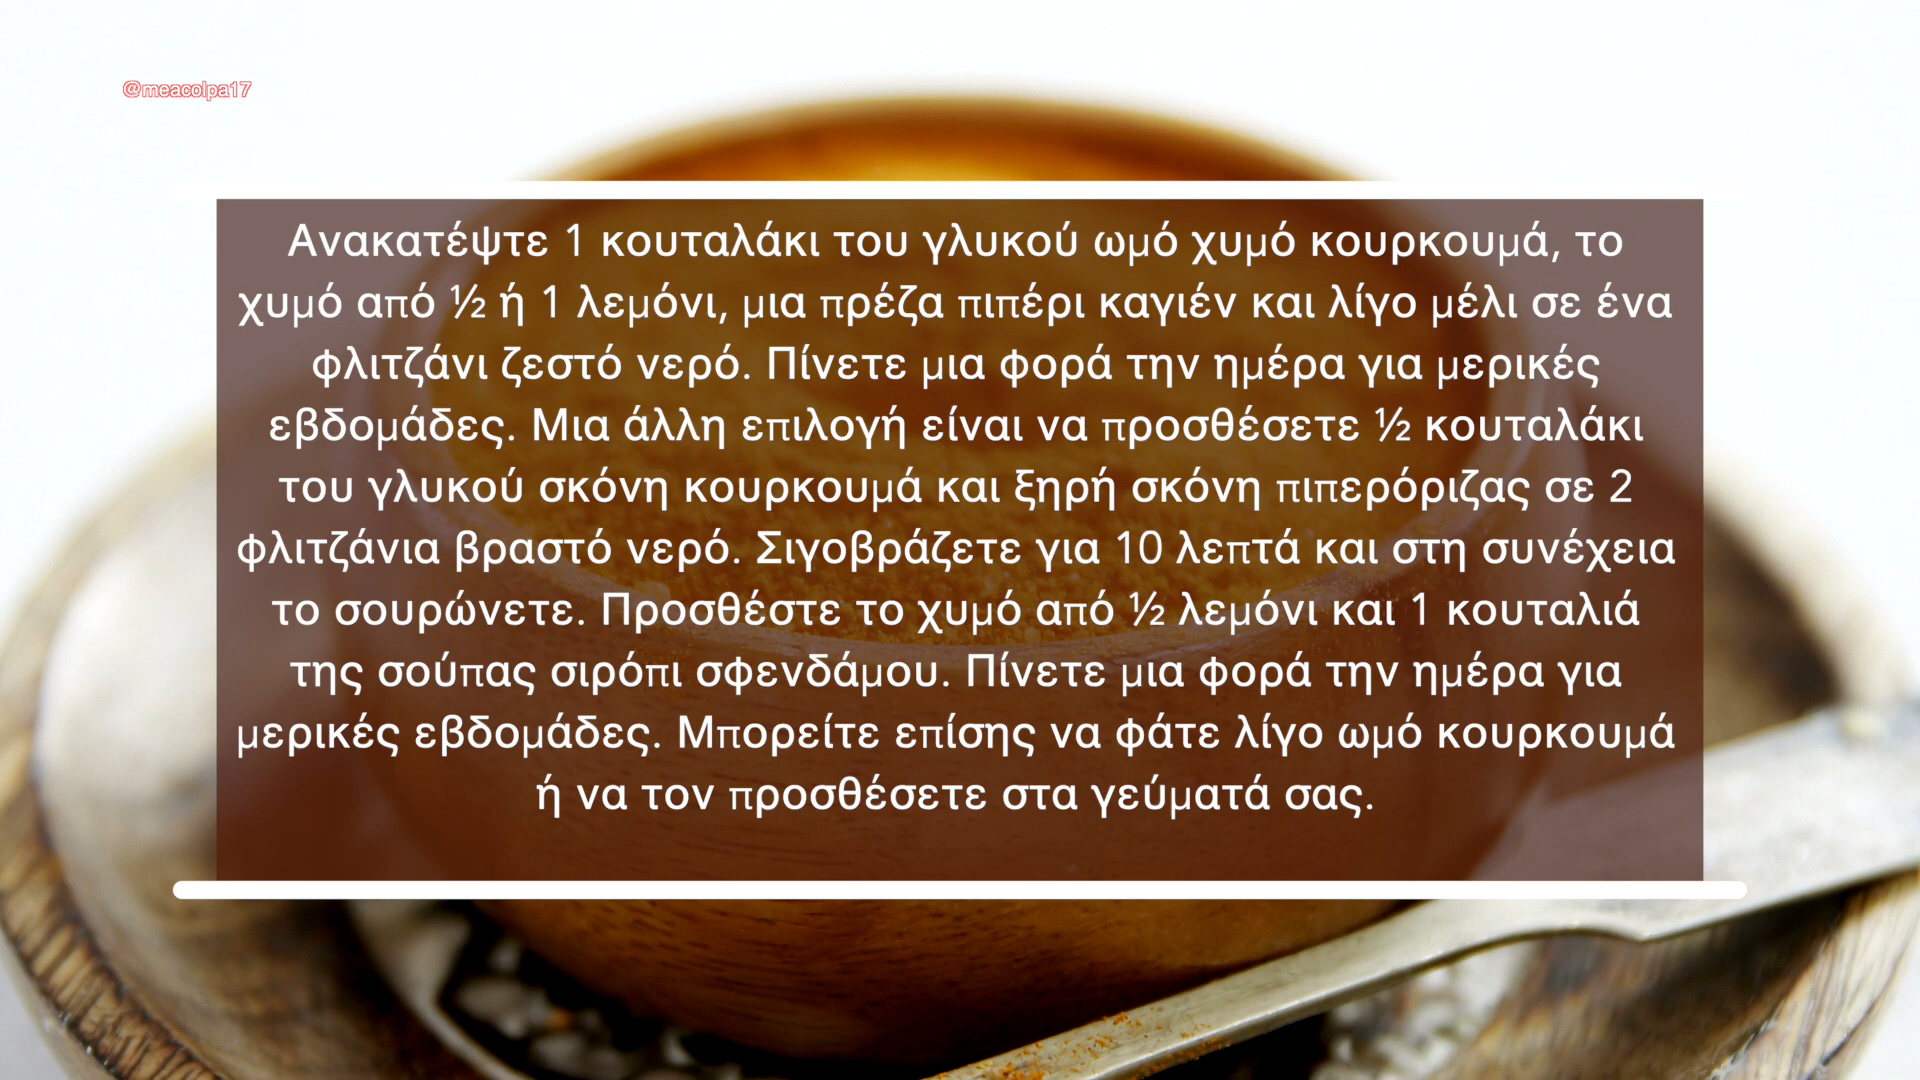 @meacolpa17
Ανακατέψτε 1 κουταλάκι του γλυκού ωμό χυμό κουρκουμά, το
χυμό από ½ ή 1 λεμόνι, μια πρέζα πιπέρι καγιέν και λίγο μέλι σε ένα
φλιτζάνι ζεστό νερό. Πίνετε μια φορά την ημέρα για μερικές
εβδομάδες. Μια άλλη επιλογή είναι να προσθέσετε ½ κουταλάκι
του γλυκού σκόνη κουρκουμά και ξηρή σκόνη πιπερόριζας σε 2
φλιτζάνια βραστό νερό. Σιγοβράζετε για 10 λεπτά και στη συνέχεια
το σουρώνετε. Προσθέστε το χυμό από ½ λεμόνι και 1 κουταλιά
της σούπας σιρόπι σφενδάμου. Πίνετε μια φορά την ημέρα για
μερικές εβδομάδες. Μπορείτε επίσης να φάτε λίγο ωμό κουρκουμά
ή να τον προσθέσετε στα γεύματά σας.